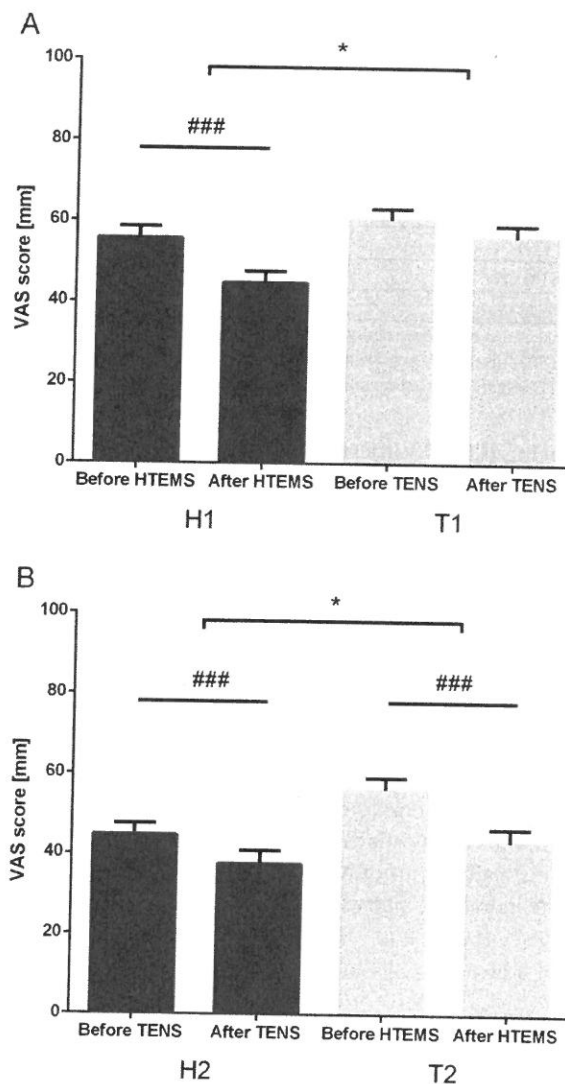 A
*
###
100
80
60
40
20
0
VAS score [mm]
Before HTEMS After HTEMS Before TENS After TENS
H1 T1
B
*
### ###
100
80
60
40
20
0
VAS score [mm]
Before TENS After TENS Before HTEMS After HTEMS
H2 T2